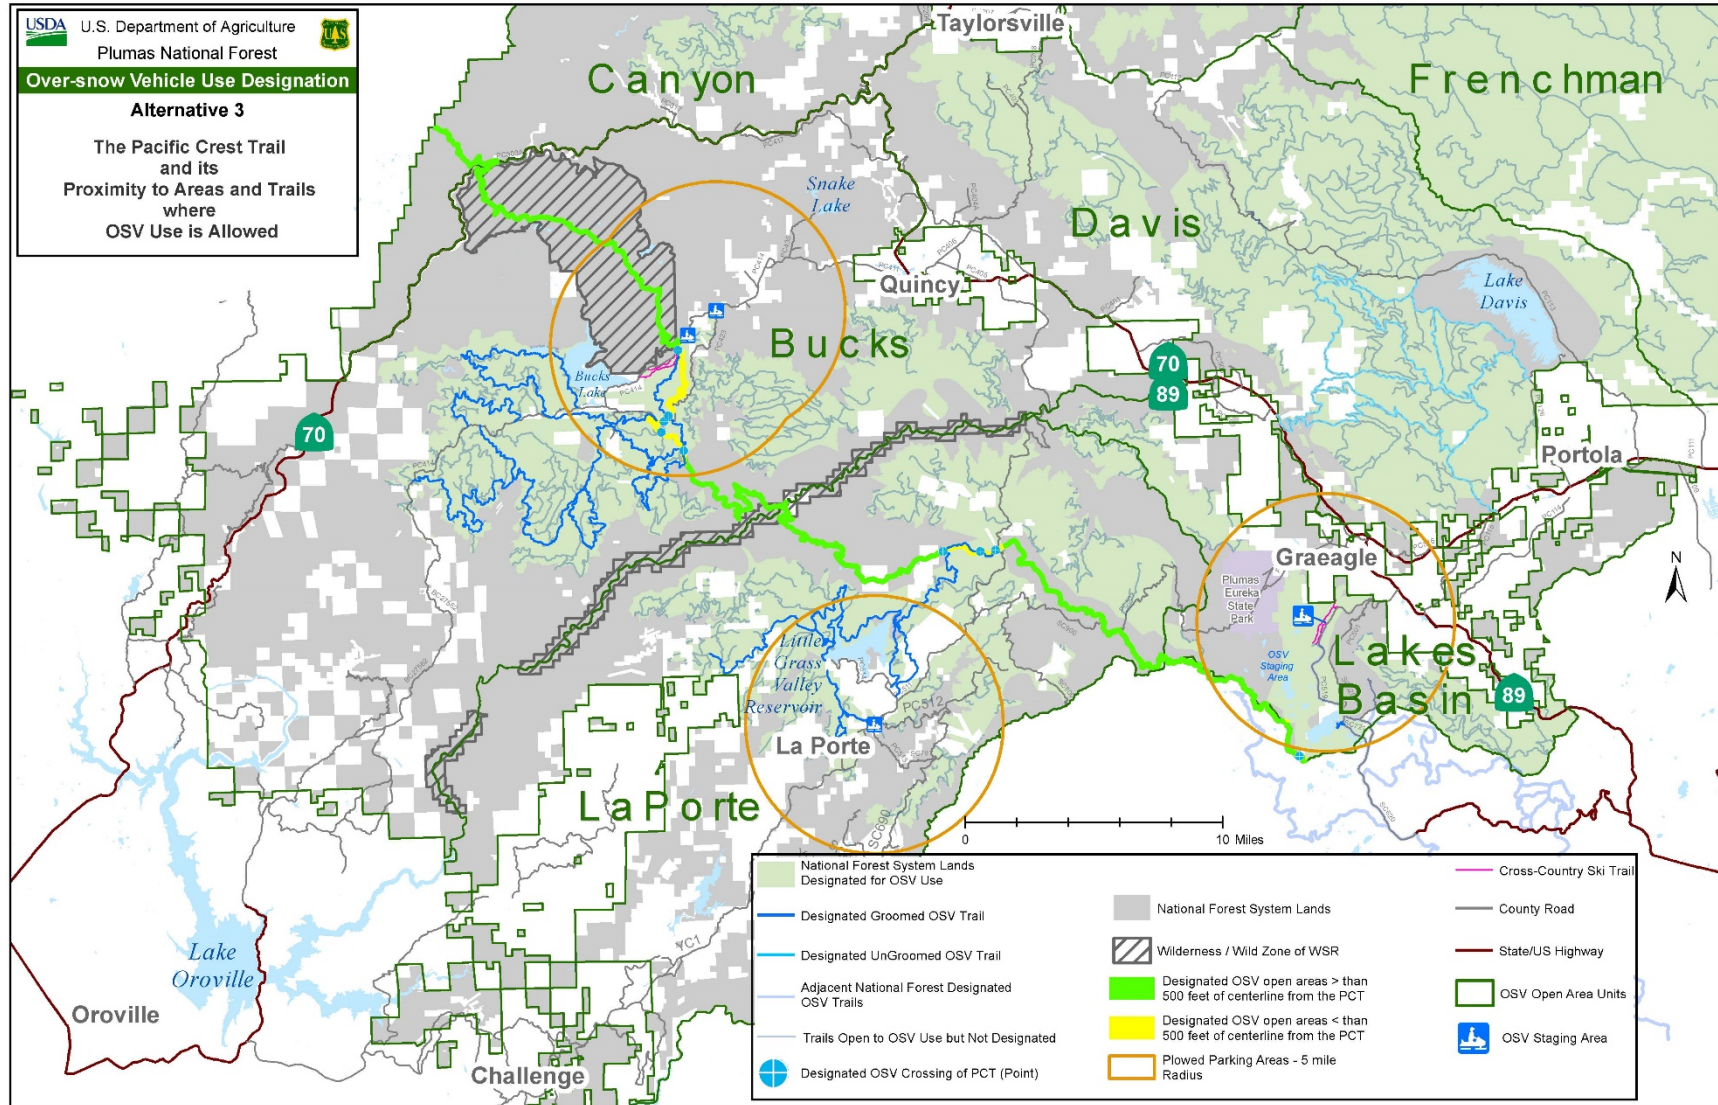 USDA
U.S. Department of Agriculture
Plumas National Forest
Over-snow Vehicle Use Designation
Alternative 3
The Pacific Crest Trail
and its
Proximity to Areas and Trails
where
OSV Use is Allowed
Taylorsville
Canyon
Frenchman
Snake
Lake
Davis
Quincy
Lake
Davis
Bucks
Bucks
Lake
70
70
89
Portola
Graeagle
Plumas
Eureka
State
Park
N
OSV
Staging
Area
Lakes
Basin
89
Little
Grass
Valley
Reservoir
PC512
La Porte
La Porte
SC690
0
10 Miles
YC1
Lake
Oroville
Oroville
Challenge
National Forest System Lands
Designated for OSV Use
Designated Groomed OSV Trail
Designated UnGroomed OSV Trail
Adjacent National Forest Designated
OSV Trails
Trails Open to OSV Use but Not Designated
Designated OSV Crossing of PCT (Point)
National Forest System Lands
Wilderness / Wild Zone of WSR
Designated OSV open areas > than
500 feet of centerline from the PCT
Designated OSV open areas < than
500 feet of centerline from the PCT
Plowed Parking Areas - 5 mile
Radius
Cross-Country Ski Trail
County Road
State/US Highway
OSV Open Area Units
OSV Staging Area